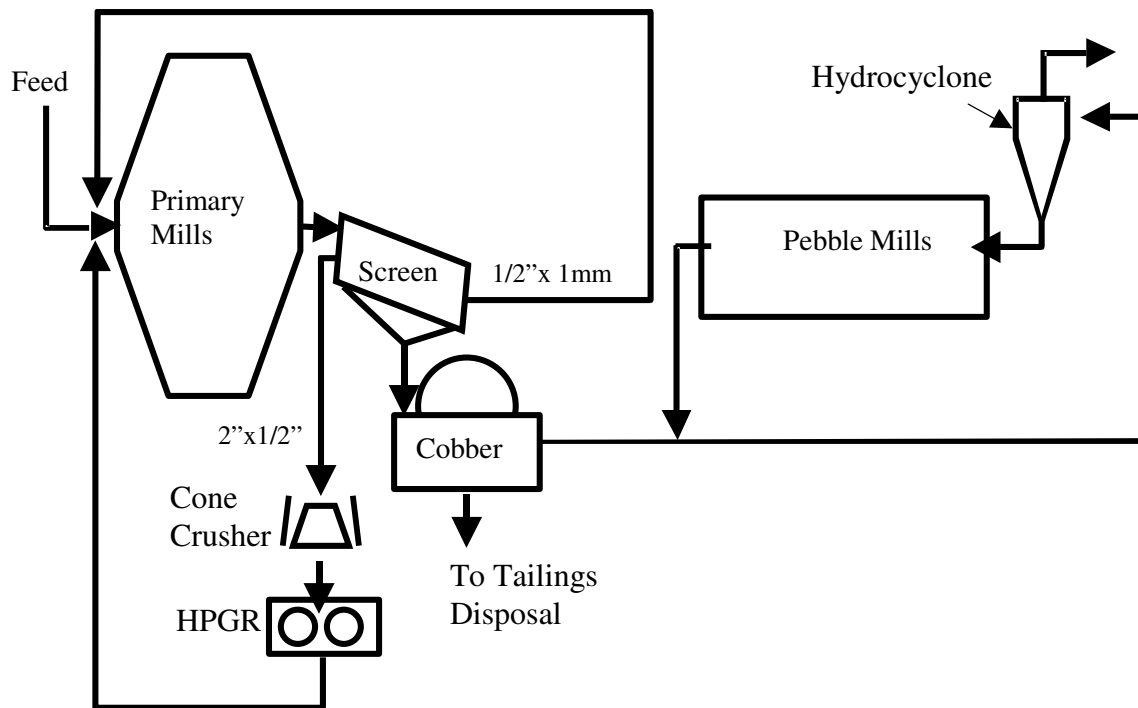 Feed
Hydrocyclone
Primary
Mills
Pebble Mills
Screen
1/2”x 1mm
2”x1/2”
Cobber
Cone
Crusher
To Tailings
Disposal
HPGR